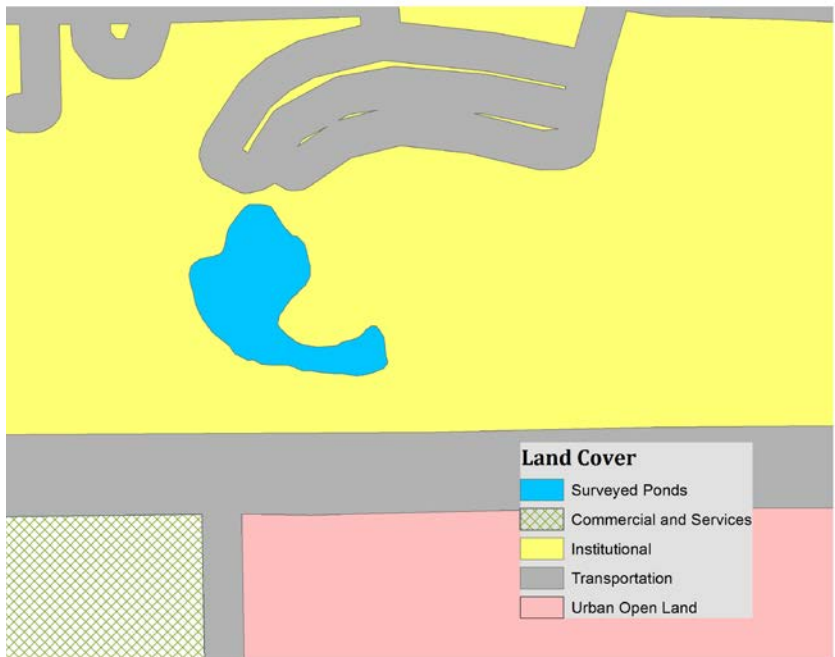 Land Cover
Surveyed Ponds
Commercial and Services
Institutional
Transportation
Urban Open Land